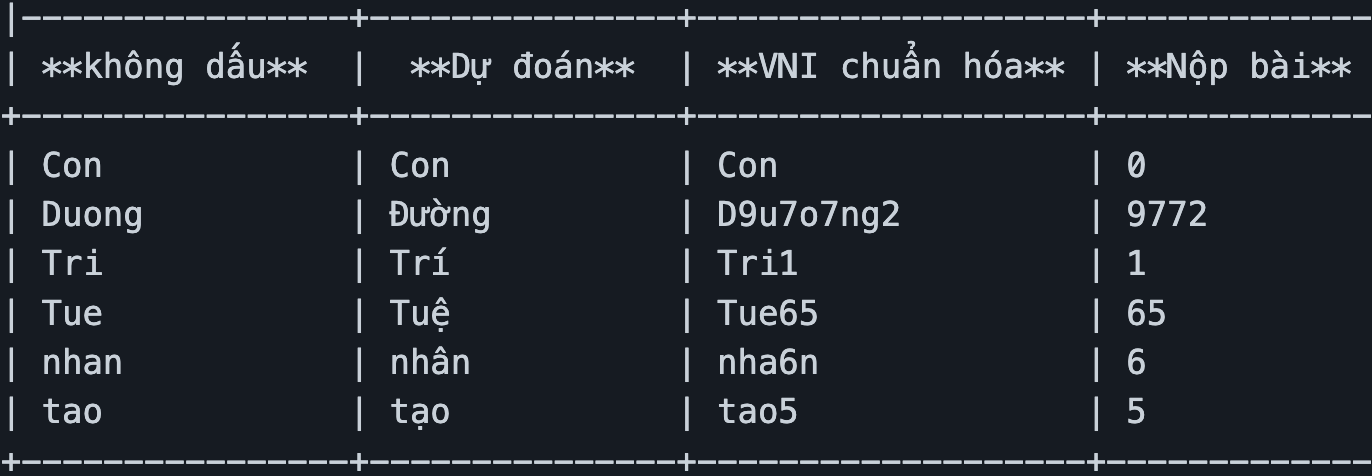 |----------------+---------------+------------------+-------------
| **không dấu** | **Dự đoán** | **VNI chuẩn hóa** | **Nộp bài**
+----------------+---------------+------------------+-------------
| Con | Con | Con | 0
| Duong | Đường | D9u7o7ng2 | 9772
| Tri | Trí | Tri1 | 1
| Tue | Tuệ | Tue65 | 65
| nhan | nhân | nha6n | 6
| tao | tạo | tao5 | 5
+----------------+---------------+------------------+-------------